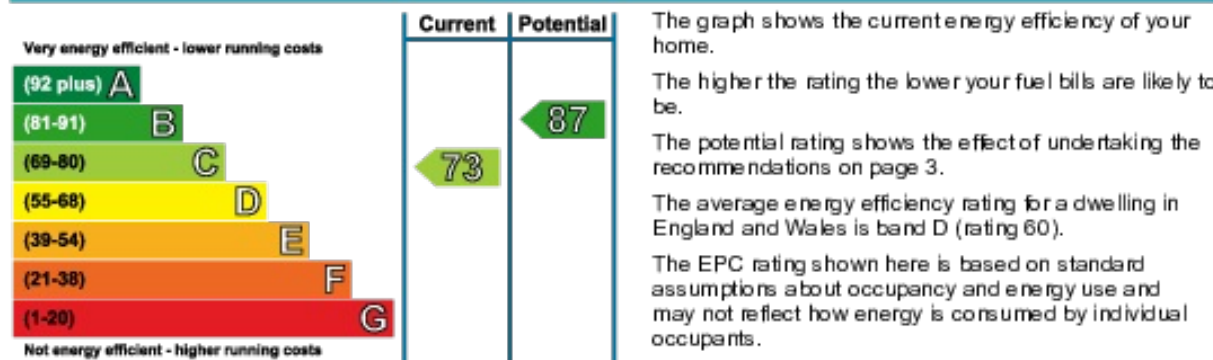 Current Potential
Very energy efficient - lower running costs
(92 plus) A
(81-91) B
87
(69-80) C
73
(55-68) D
(39-54) E
(21-38) F
(1-20) G
Not energy efficient - higher running costs
The graph shows the current energy efficiency of your
home.
The higher the rating the lower your fuel bills are likely to
be.
The potential rating shows the effect of undertaking the
recommendations on page 3.
The average energy efficiency rating for a dwelling in
England and Wales is band D (rating 60).
The EPC rating shown here is based on standard
assumptions about occupancy and energy use and
may not reflect how energy is consumed by individual
occupants.